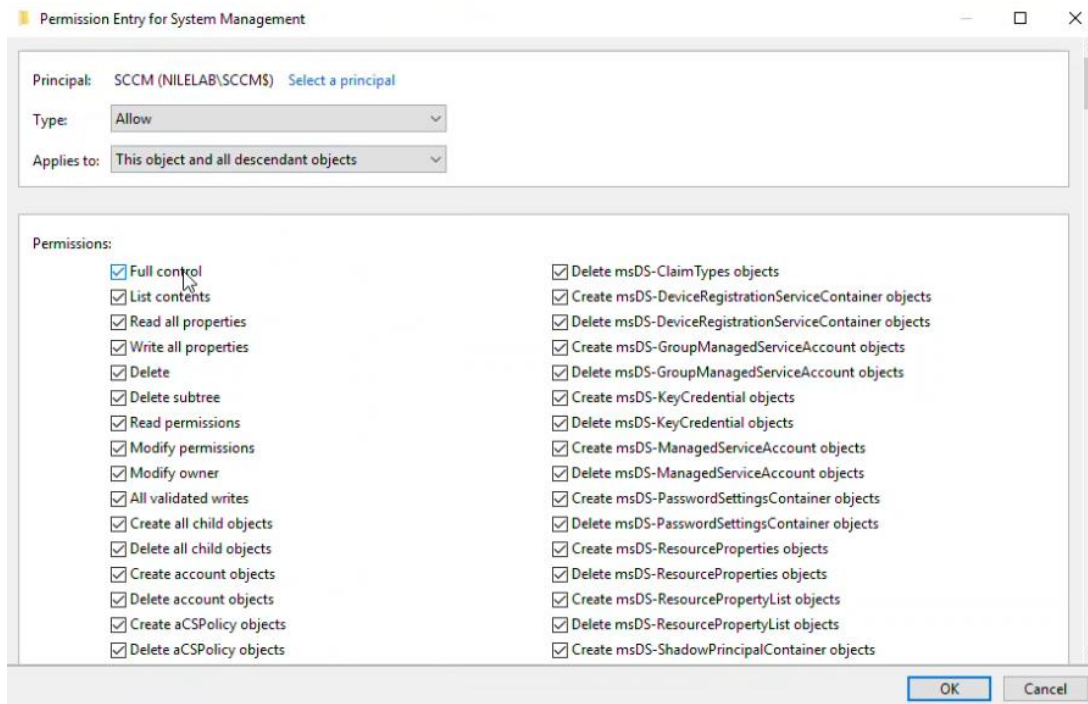 Permission Entry for System Management
Principal: SCCM (NILELAB\SCCM$) Select a principal
Type: Allow
Applies to: This object and all descendant objects
Permissions:
Full control
List contents
Read all properties
Write all properties
Delete
Delete subtree
Read permissions
Modify permissions
Modify owner
All validated writes
Create all child objects
Delete all child objects
Create account objects
Delete account objects
Create aCSPolicy objects
Delete aCSPolicy objects
Delete msDS-ClaimTypes objects
Create msDS-DeviceRegistrationServiceContainer objects
Delete msDS-DeviceRegistrationServiceContainer objects
Create msDS-GroupManagedServiceAccount objects
Delete msDS-GroupManagedServiceAccount objects
Create msDS-KeyCredential objects
Delete msDS-KeyCredential objects
Create msDS-ManagedServiceAccount objects
Delete msDS-ManagedServiceAccount objects
Create msDS-PasswordSettingsContainer objects
Delete msDS-PasswordSettingsContainer objects
Create msDS-ResourceProperties objects
Delete msDS-ResourceProperties objects
Create msDS-ResourcePropertyList objects
Delete msDS-ResourcePropertyList objects
Create msDS-ShadowPrincipalContainer objects
OK Cancel